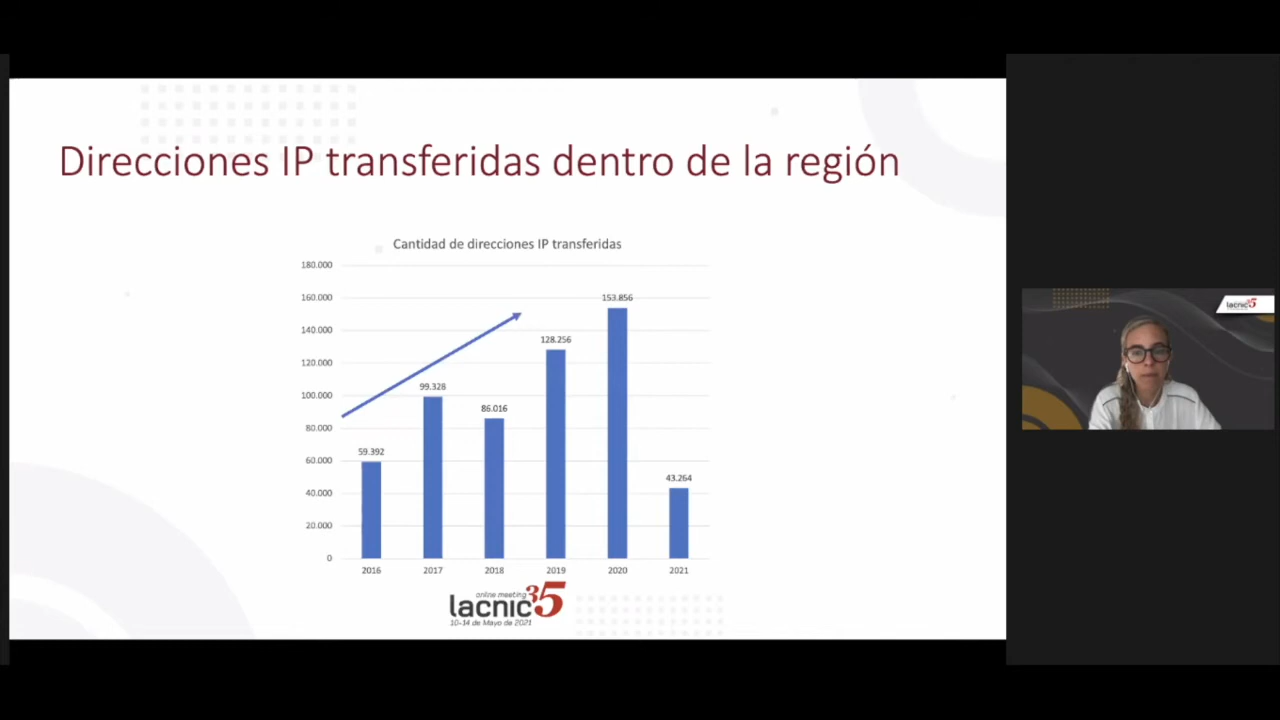 Direcciones IP transferidas dentro de la región
Cantidad de direcciones IP transferidas
180.000
160.000
140.000
120.000
100.000
80.000
60.000
40.000
20.000
0
59.392
99.328
86.016
128.256
153.856
43.264
2016 2017 2018 2019 2020 2021
online meeting
lacnic35
10-14 de Mayo de 2021
lacnic35